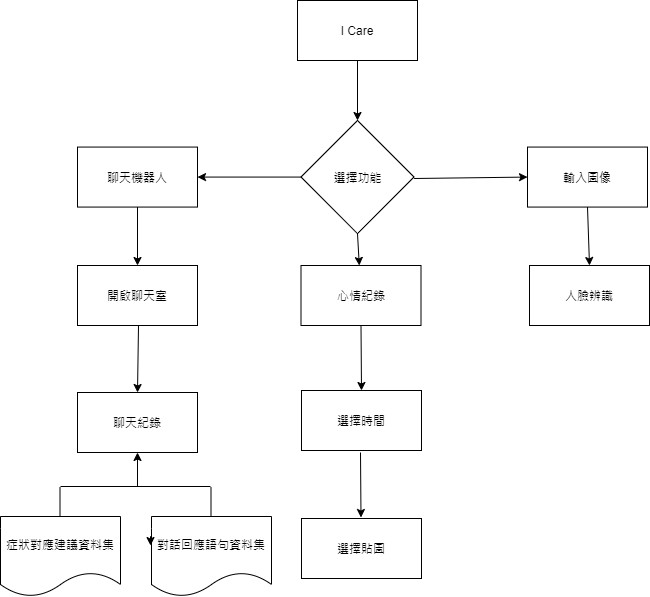 I Care
聊天機器人
選擇功能
輸入圖像
開啟聊天室
心情紀錄
人臉辨識
聊天紀錄
選擇時間
症狀對應建議資料集
對話回應語句資料集
選擇貼圖